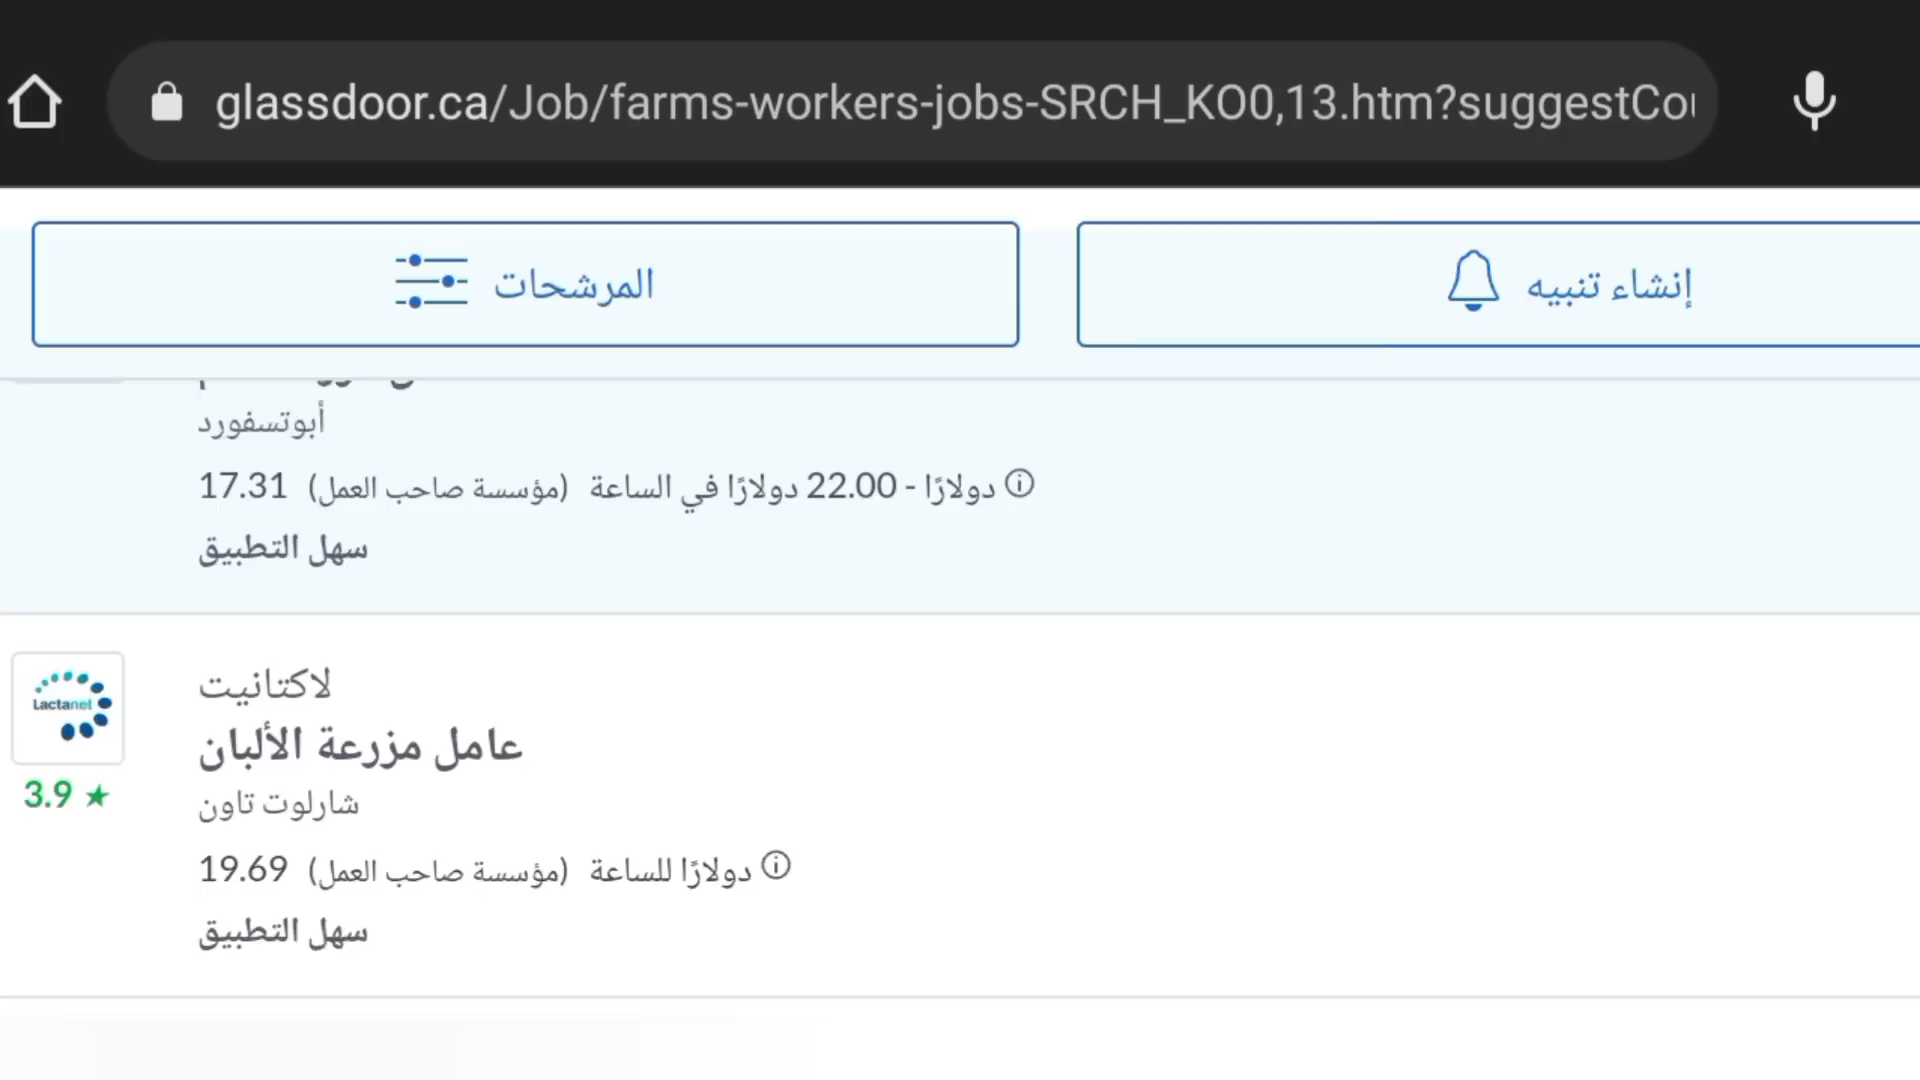 glassdoor.ca/Job/farms-workers-jobs-SRCH_KO0,13.htm?suggestCou
المرشحات
إنشاء تنبيه
أبوتسفورد
17.31 (مؤسسة صاحب العمل) دولارًا - 22.00 دولارًا في الساعة
سهل التطبيق
Lactanet
3.9 ★
لاكتانيت
عامل مزرعة الألبان
شارلوت تاون
19.69 (مؤسسة صاحب العمل) دولارًا للساعة
سهل التطبيق